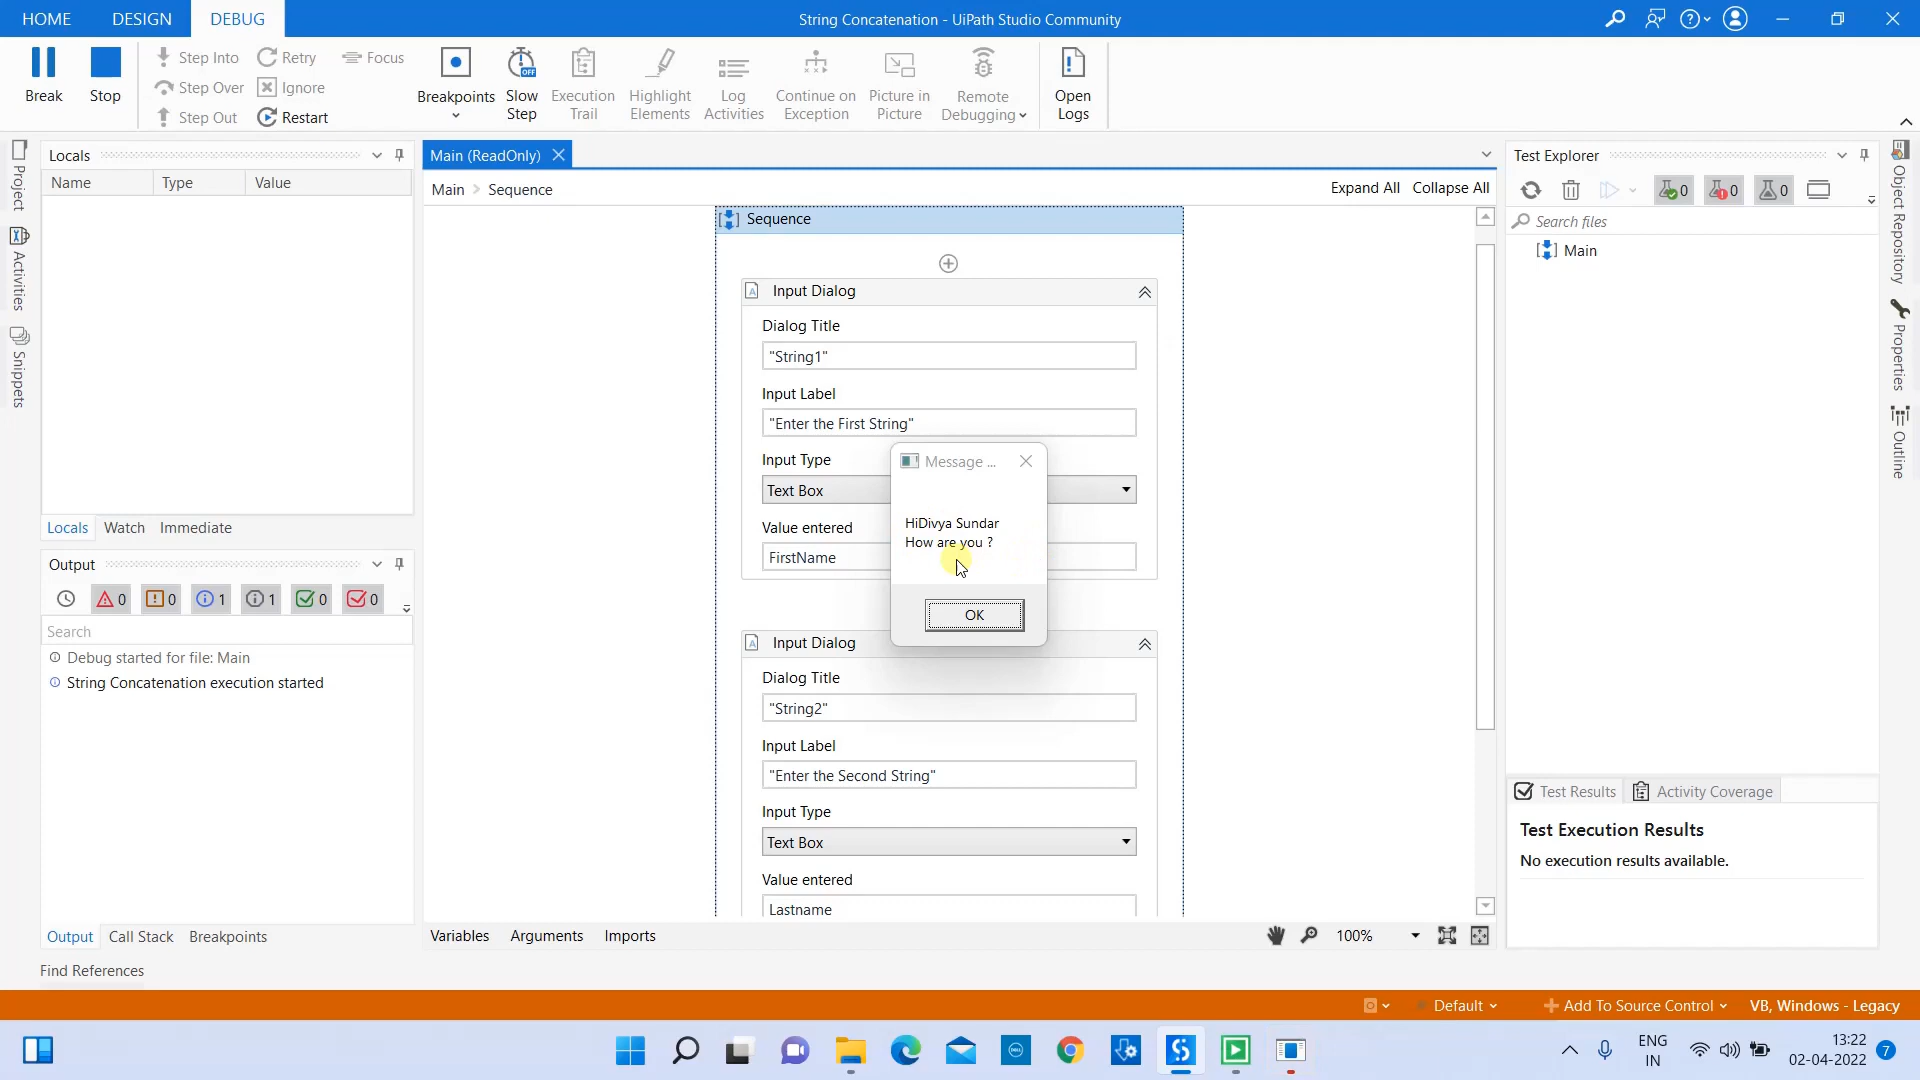 HOME
DESIGN
DEBUG
String Concatenation - UiPath Studio Community
Break
Stop
Step Into
Step Over
Step Out
Retry
Ignore
Restart
Focus
Breakpoints
Slow
Step
OFF
Execution
Trail
Highlight
Elements
Log
Activities
Continue on
Exception
Picture in
Picture
Remote
Debugging
Open
Logs
Project
Activities
Snippets
Locals
Name
Type
Value
Locals
Watch
Immediate
Output
0
0
1
1
0
0
Search
Debug started for file: Main
String Concatenation execution started
Output
Call Stack
Breakpoints
Find References
Main (ReadOnly)
Main > Sequence
Expand All
Collapse All
Sequence
Input Dialog
Dialog Title
"String1"
Input Label
"Enter the First String"
Input Type
Text Box
Value entered
FirstName
Message ...
HiDivya Sundar
How are you ?
OK
Input Dialog
Dialog Title
"String2"
Input Label
"Enter the Second String"
Input Type
Text Box
Value entered
Lastname
Variables
Arguments
Imports
100%
Test Explorer
0
0
0
Search files
Main
Test Results
Activity Coverage
Test Execution Results
No execution results available.
Object Repository
Properties
Outline
Default
Add To Source Control
VB, Windows - Legacy
DELL
ENG
IN
13:22
02-04-2022
7